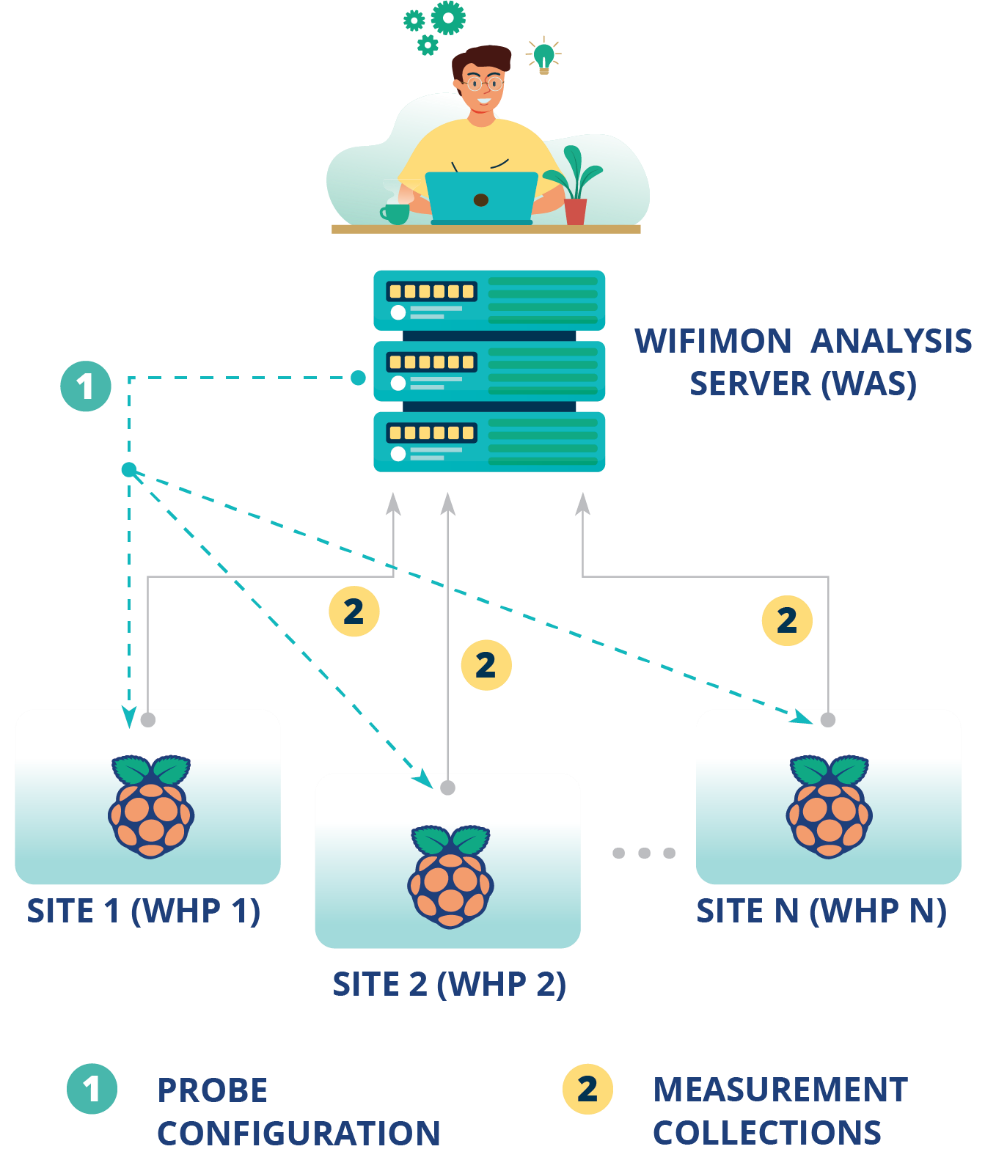 WIFIMON ANALYSIS
SERVER (WAS)
1
2
2
2
SITE 1 (WHP 1)
SITE 2 (WHP 2)
SITE N (WHP N)
1 PROBE
CONFIGURATION
2 MEASUREMENT
COLLECTIONS